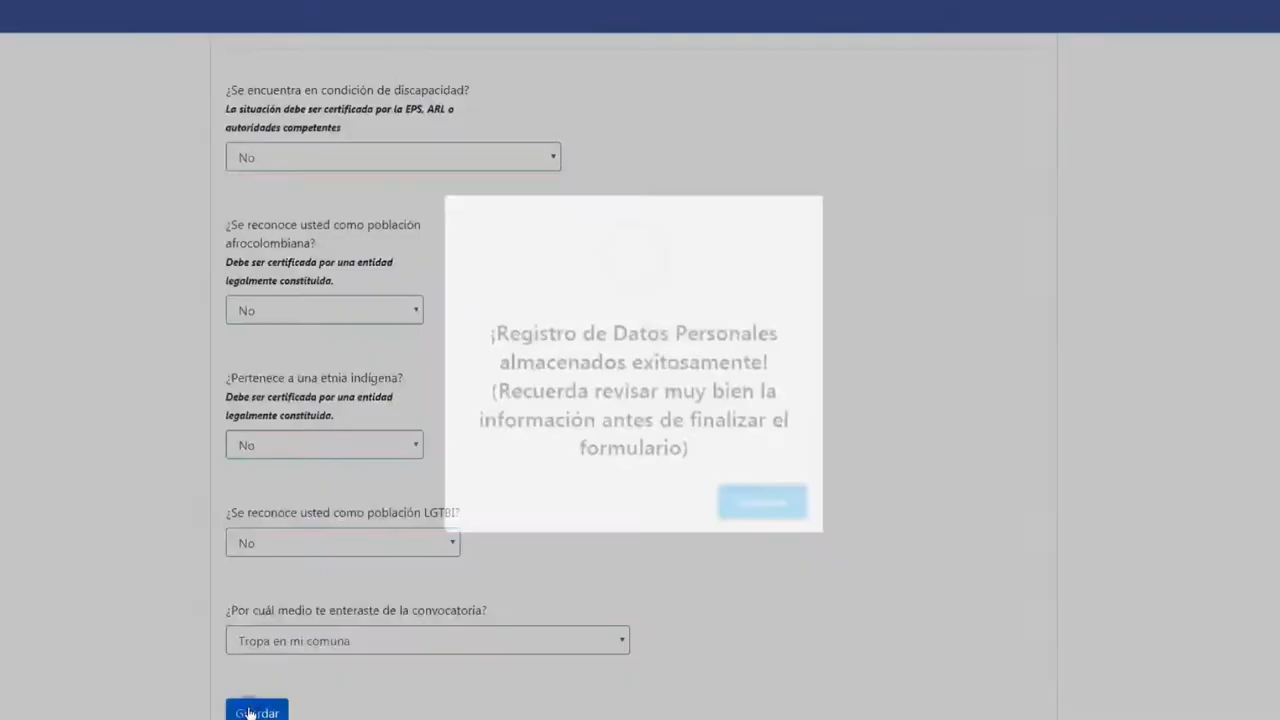 ¿Se encuentra en condición de discapacidad?
La situación debe ser certificada por la EPS, ARL o
autoridades competentes
No
¿Se reconoce usted como población
afrocolombiana?
Debe ser certificada por una entidad
legalmente constituida.
No
¿Pertenece a una etnia indígena?
Debe ser certificada por una entidad
legalmente constituida.
No
¿Se reconoce usted como población LGTBI?
No
¿Por cuál medio te enteraste de la convocatoria?
Tropa en mi comuna
Guardar
¡Registro de Datos Personales
almacenados exitosamente!
(Recuerda revisar muy bien la
información antes de finalizar el
formulario)